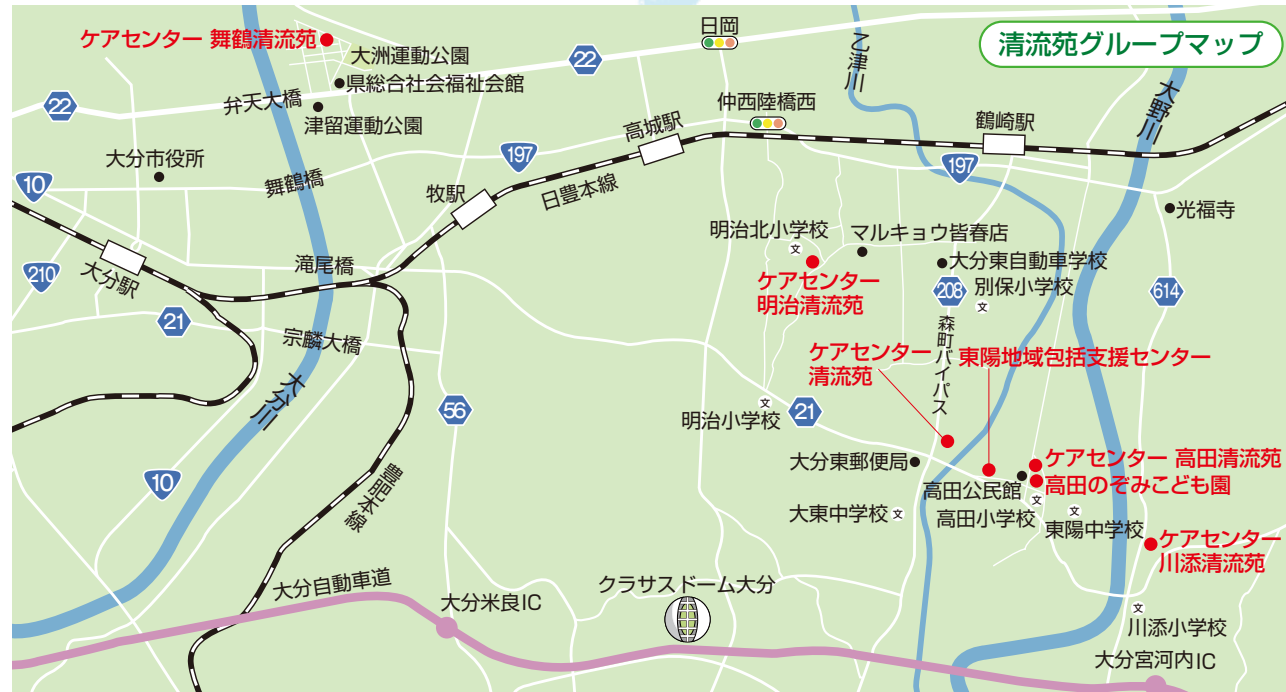 清流苑グループマップ
ケアセンター 舞鶴清流苑
大洲運動公園
県総合社会福祉会館
弁天大橋
津留運動公園
22
22
日岡
乙津川
大野川
仲西陸橋西
高城駅
鶴崎駅
大分市役所
舞鶴橋
10
197
197
牧駅
日豊本線
光福寺
明治北小学校
文
マルキョウ皆春店
大分東自動車学校
ケアセンター
明治清流苑
208
別保小学校
文
614
210
大分駅
滝尾橋
21
宗麟大橋
大分川
56
森町バイパス
ケアセンター
清流苑
東陽地域包括支援センター
明治小学校
文
21
大分東郵便局
ケアセンター 高田清流苑
高田のぞみこども園
高田公民館
高田小学校
文
大東中学校
文
東陽中学校
文
ケアセンター
川添清流苑
10
豊肥本線
大分自動車道
大分米良IC
クラサスドーム大分
文
川添小学校
大分宮河内IC